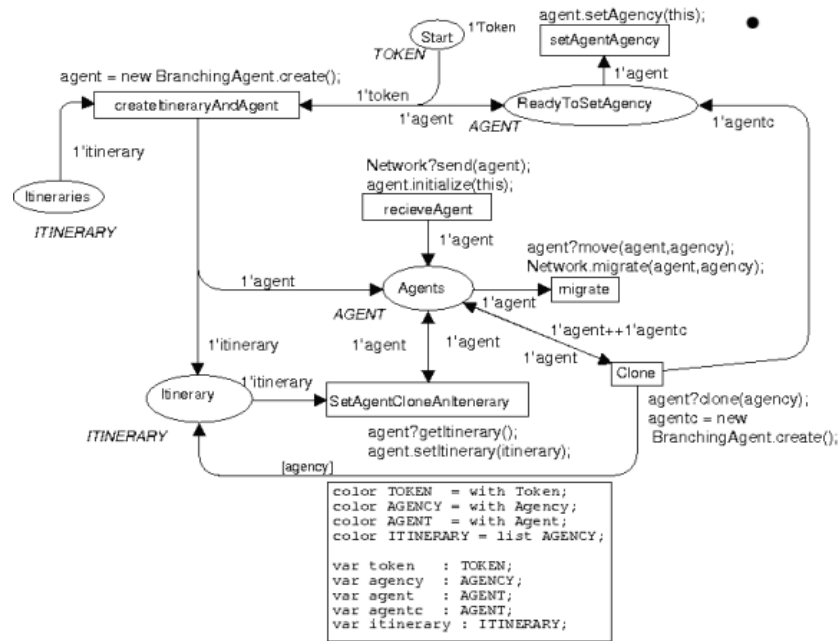 agent.setAgency(this);
Start
1'Token
TOKEN
setAgentAgency
agent = new BranchingAgent.create();
1'agent
createItineraryAndAgent
1'token
1'agent
ReadyToSetAgency
AGENT
1'agentc
1'itinerary
Network?send(agent);
agent.initialize(this);
Itineraries
recieveAgent
ITINERARY
1'agent
agent?move(agent,agency);
Network.migrate(agent,agency);
1'agent
Agents
migrate
1'agent
AGENT
1'agent++1'agentc
1'agent
1'agent
1'itinerary
1'agent
Clone
1'itinerary
Itinerary
SetAgentCloneAnItenerary
agent?clone(agency);
agentc = new
BranchingAgent.create();
ITINERARY
agent?getItinerary();
agent.setItinerary(itinerary);
[agency]
color TOKEN = with Token;
color AGENCY = with Agency;
color AGENT = with Agent;
color ITINERARY = list AGENCY;
var token : TOKEN;
var agency : AGENCY;
var agent : AGENT;
var agentc : AGENT;
var itinerary : ITINERARY;